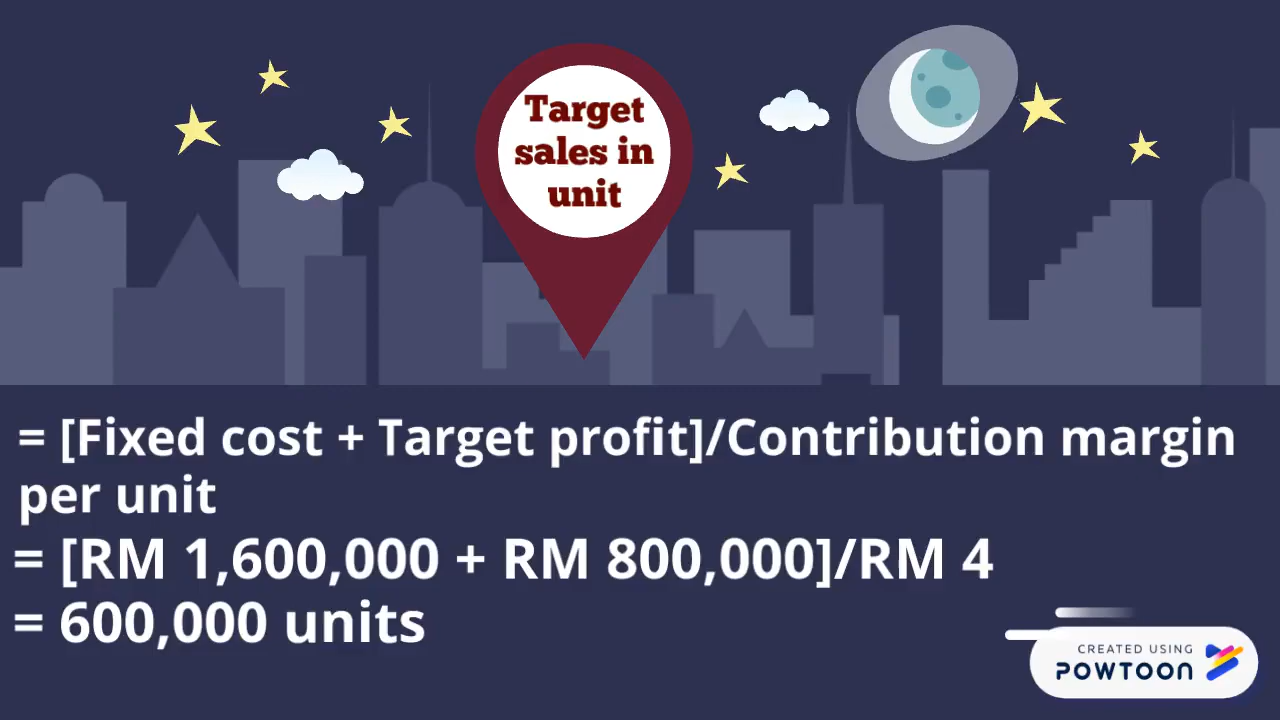 Target
sales in
unit
= [Fixed cost + Target profit]/Contribution margin
per unit
= [RM 1,600,000 + RM 800,000]/RM 4
= 600,000 units
CREATED USING
POWTOON